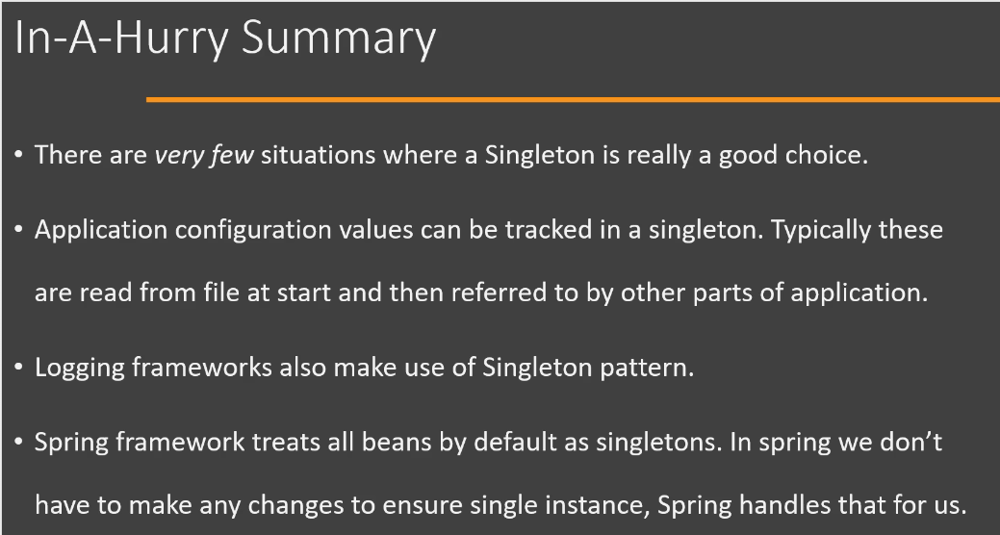 In-A-Hurry Summary
• There are very few situations where a Singleton is really a good choice.
• Application configuration values can be tracked in a singleton. Typically these
are read from file at start and then referred to by other parts of application.
• Logging frameworks also make use of Singleton pattern.
• Spring framework treats all beans by default as singletons. In spring we don’t
have to make any changes to ensure single instance, Spring handles that for us.